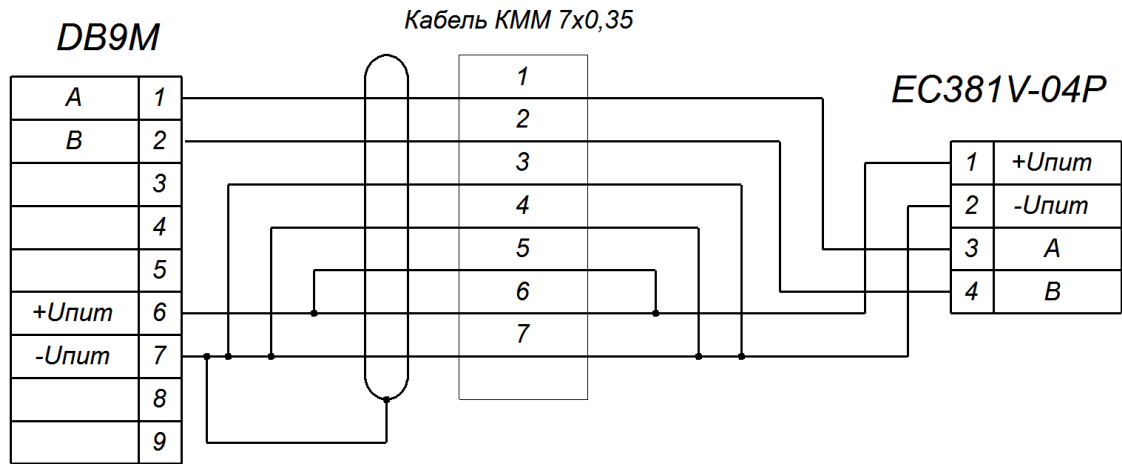 Кабель КММ 7х0,35
DB9M
A 1
B 2
3
4
5
+Uпит 6
-Uпит 7
8
9
1
2
3
4
5
6
7
EC381V-04P
1 +Uпит
2 -Uпит
3 A
4 B